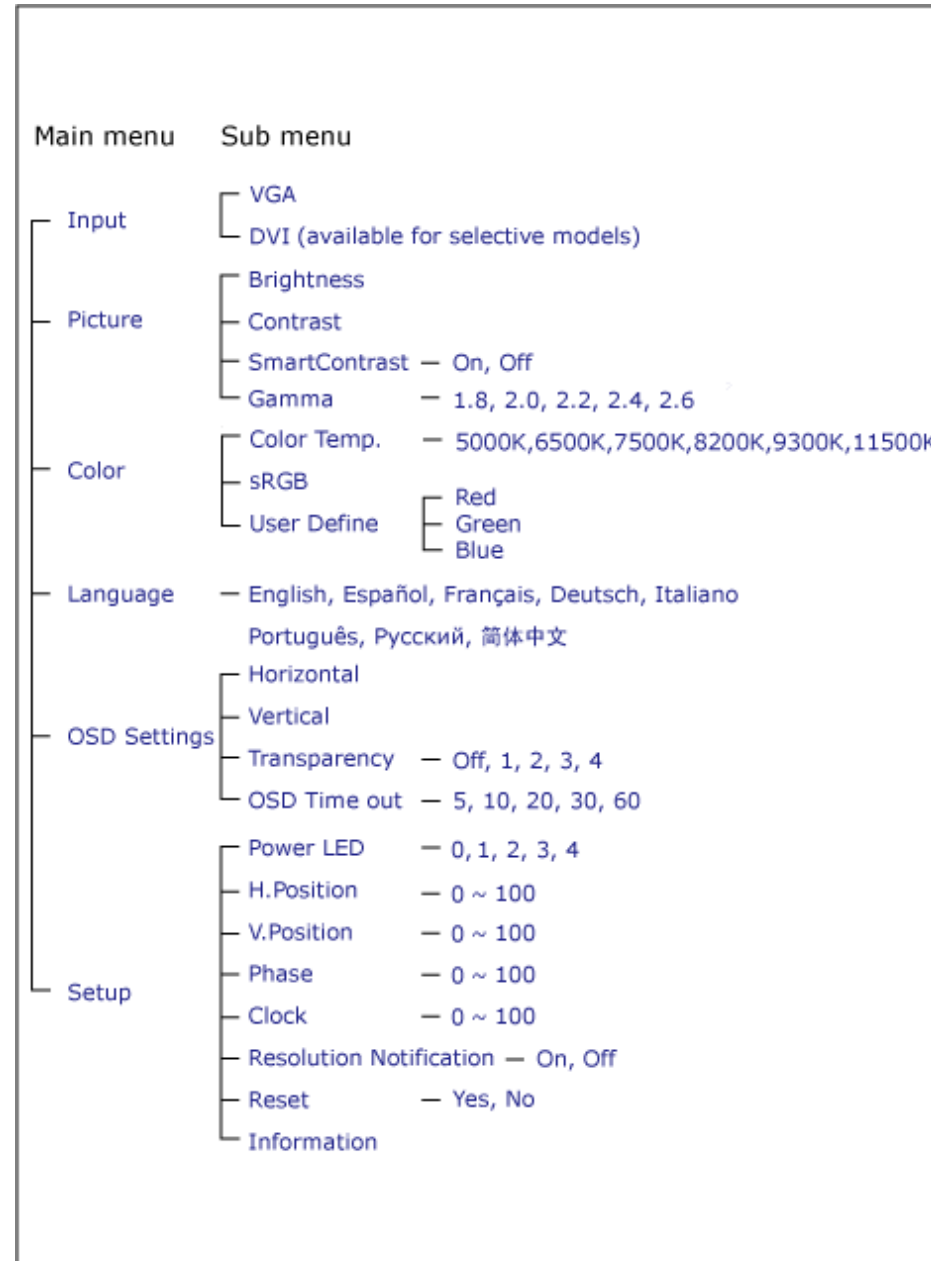 Main menu Sub menu
VGA
Input
DVI (available for selective models)
Brightness
Picture
Contrast
SmartContrast — On, Off
Gamma — 1.8, 2.0, 2.2, 2.4, 2.6
Color Temp. — 5000K,6500K,7500K,8200K,9300K,11500K
Color
sRGB
Red
User Define
Green
Blue
Language — English, Español, Français, Deutsch, Italiano
Português, Русский, 简体中文
Horizontal
Vertical
OSD Settings
Transparency — Off, 1, 2, 3, 4
OSD Time out — 5, 10, 20, 30, 60
Power LED — 0, 1, 2, 3, 4
H.Position — 0 ~ 100
V.Position — 0 ~ 100
Phase — 0 ~ 100
Setup
Clock — 0 ~ 100
Resolution Notification — On, Off
Reset — Yes, No
Information